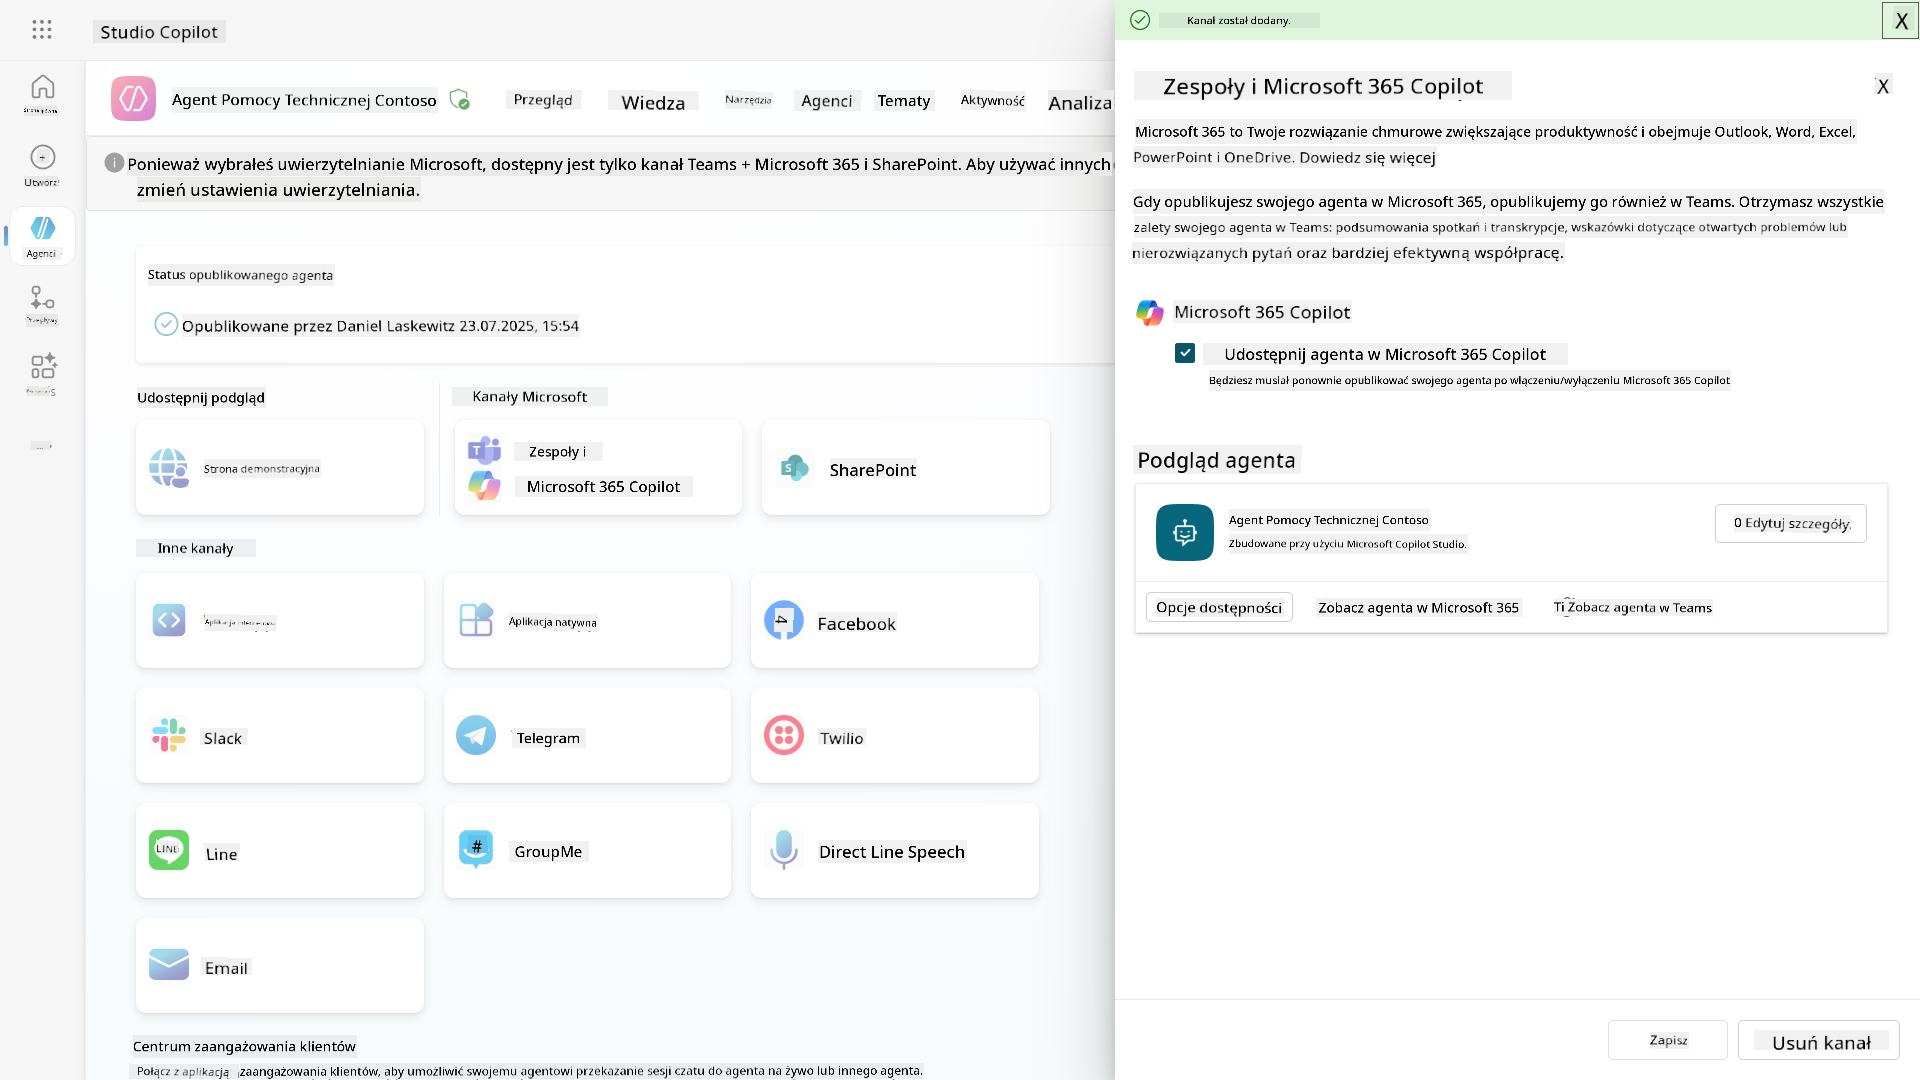 Studio Copilot
Agenci
Agent Pomocy Technicznej Contoso
Przegląd
Wiedza
Narzędzia
Agenci
Tematy
Aktywność
Analiza
Ponieważ wybrałeś uwierzytelnianie Microsoft, dostępny jest tylko kanał Teams + Microsoft 365 i SharePoint. Aby używać innych
zmień ustawienia uwierzytelniania.
Status opublikowanego agenta
Opublikowane przez Daniel Laskewitz 23.07.2025, 15:54
Udostępnij podgląd
Kanały Microsoft
Strona demonstracyjna
Zespoły i
Microsoft 365 Copilot
SharePoint
Inne kanały
Aplikacja natywna
Facebook
Slack
Telegram
Twilio
LINE
Line
#
GroupMe
Direct Line Speech
Email
Centrum zaangażowania klientów
Połącz z aplikacją zaangażowania klientów, aby umożliwić swojemu agentowi przekazanie sesji czatu do agenta na żywo lub innego agenta.
Kanał został dodany.
X
Zespoły i Microsoft 365 Copilot
X
Microsoft 365 to Twoje rozwiązanie chmurowe zwiększające produktywność i obejmuje Outlook, Word, Excel,
PowerPoint i OneDrive. Dowiedz się więcej
Gdy opublikujesz swojego agenta w Microsoft 365, opublikujemy go również w Teams. Otrzymasz wszystkie
zalety swojego agenta w Teams: podsumowania spotkań i transkrypcje, wskazówki dotyczące otwartych problemów lub
nierozwiązanych pytań oraz bardziej efektywną współpracę.
Microsoft 365 Copilot
Udostępnij agenta w Microsoft 365 Copilot
Będziesz musiał ponownie opublikować swojego agenta po włączeniu/wyłączeniu Microsoft 365 Copilot
Podgląd agenta
Agent Pomocy Technicznej Contoso
Zbudowane przy użyciu Microsoft Copilot Studio.
0 Edytuj szczegóły.
Opcje dostępności
Zobacz agenta w Microsoft 365
Ti Zobacz agenta w Teams
Zapisz
Usuń kanał